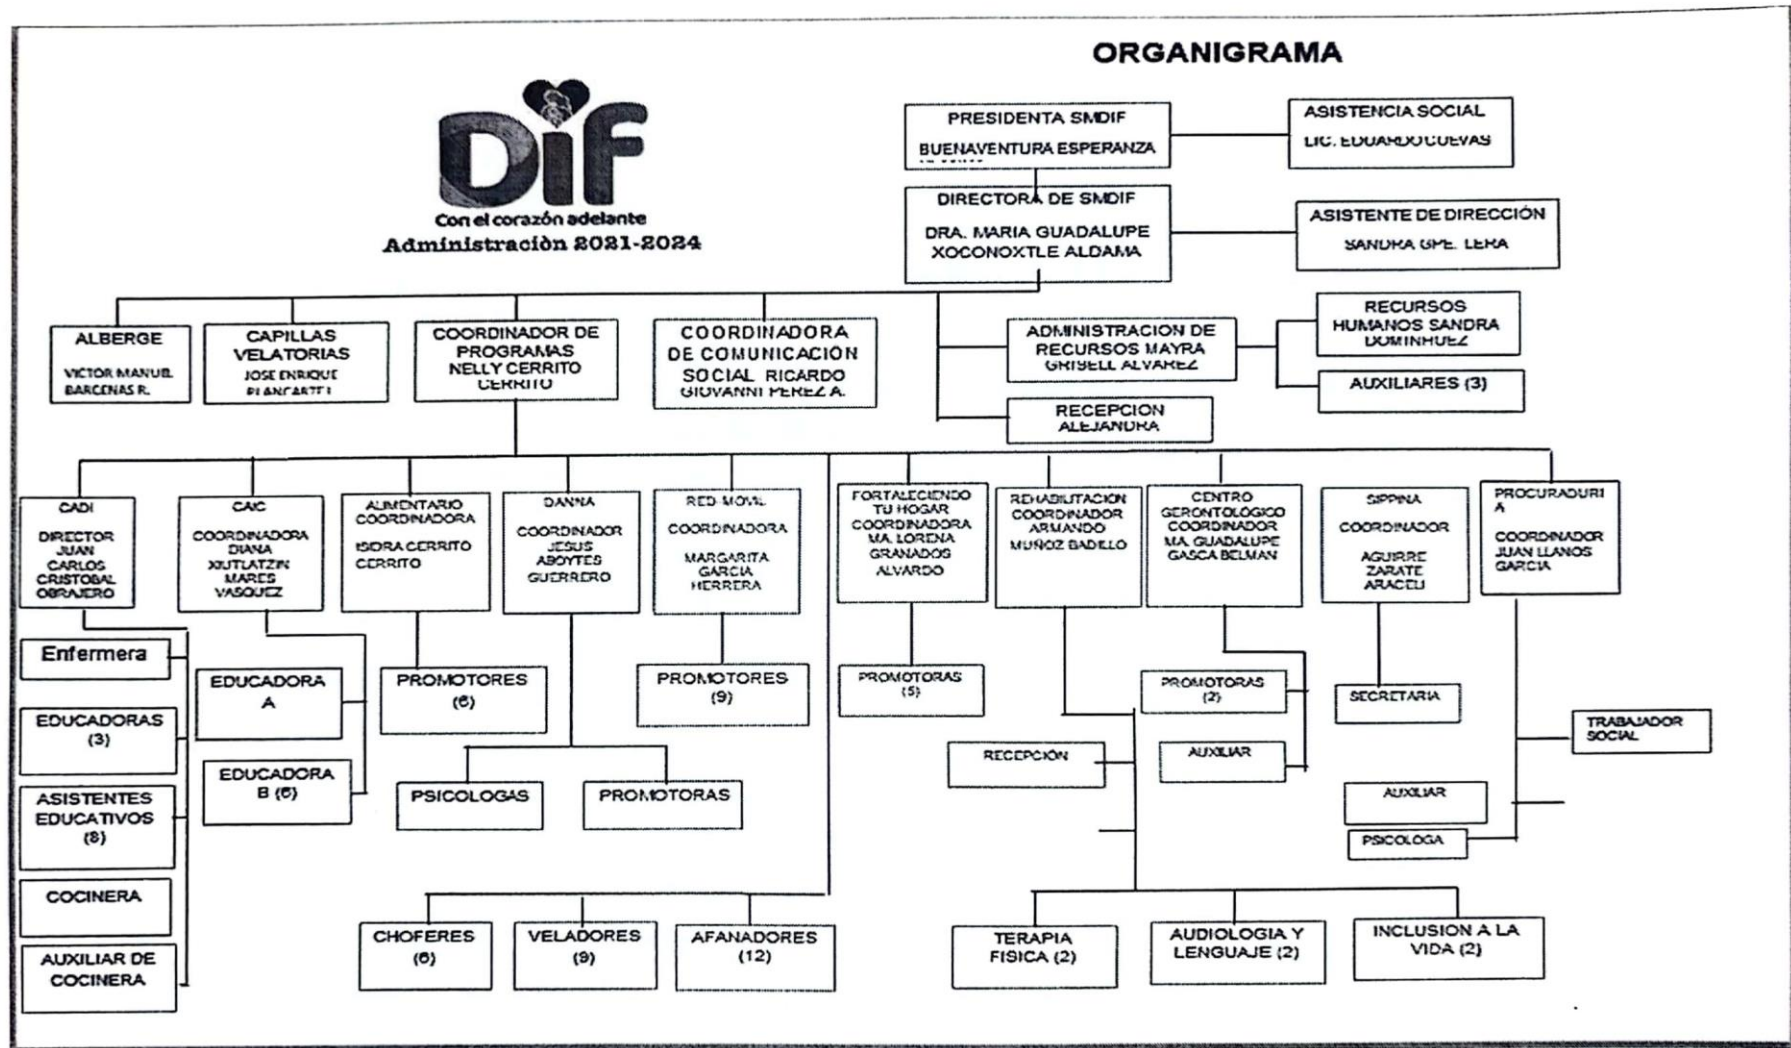 ORGANIGRAMA
Dif
Con el corazón adelante
Administraciòn 2021-2024
PRESIDENTA SMDIF
BUENAVENTURA ESPERANZA
ASISTENCIA SOCIAL
LIC. EDUARDO CUEVAS
DIRECTORA DE SMDIF
DRA. MARIA GUADALUPE
XOCONOXTLE ALDAMA
ASISTENTE DE DIRECCIÓN
SANDRA GPE. LERA
ALBERGE
VICTOR MANUEL
BARCENAS R.
CAPILLAS
VELATORIAS
JOSE ENRIQUE
PLANCARTE
COORDINADOR DE
PROGRAMAS
NELLY CERRITO
CERRITO
COORDINADORA
DE COMUNICACIÓN
SOCIAL RICARDO
GIOVANNI PEREZ A.
ADMINISTRACION DE
RECURSOS MAYRA
GRISELL ALVAREZ
RECURSOS
HUMANOS SANDRA
DOMINHUEZ
AUXILIARES (3)
RECEPCION
ALEJANDRA
CADI
DIRECTOR
JUAN
CARLOS
CRISTOBAL
OBRAJERO
CAIC
COORDINADORA
DIANA
XIUTLATZIN
MARES
VASQUEZ
ALIMENTARIO
COORDINADORA
ISIDRA CERRITO
CERRITO
DANNA
COORDINADOR
JESUS
ABOYTES
GUERRERO
RED-MOVIL
COORDINADORA
MARGARITA
GARCIA
HERRERA
FORTALECIENDO
TU HOGAR
COORDINADORA
MA. LORENA
GRANADOS
ALVARDO
REHABILITACION
COORDINADOR
ARMANDO
MUÑOZ BADILLO
CENTRO
GERONTOLÓGICO
COORDINADOR
MA. GUADALUPE
GASCA BELMAN
SIPPINA
COORDINADOR
AGUIRRE
ZARATE
ARACELI
PROCURADURI
A
COORDINADOR
JUAN LLANOS
GARCIA
Enfermera
EDUCADORAS
(3)
ASISTENTES
EDUCATIVOS
(8)
COCINERA
AUXILIAR DE
COCINERA
EDUCADORA
A
EDUCADORA
B (6)
PROMOTORES
(6)
PSICOLOGAS
PROMOTORAS
PROMOTORES
(9)
PROMOTORAS
(5)
RECEPCIÓN
PROMOTORAS
(2)
AUXILIAR
SECRETARIA
TRABAJADOR
SOCIAL
AUXILIAR
PSICOLOGA
CHOFERES
(6)
VELADORES
(9)
AFANADORES
(12)
TERAPIA
FISICA (2)
AUDIOLOGIA Y
LENGUAJE (2)
INCLUSION A LA
VIDA (2)